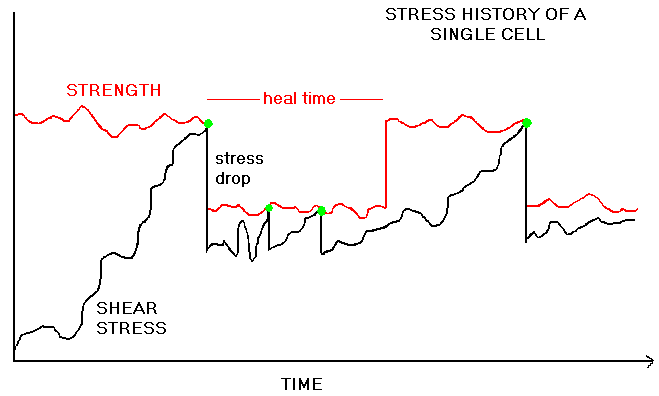 STRESS HISTORY OF A
SINGLE CELL
STRENGTH
heal time
stress
drop
SHEAR
STRESS
TIME